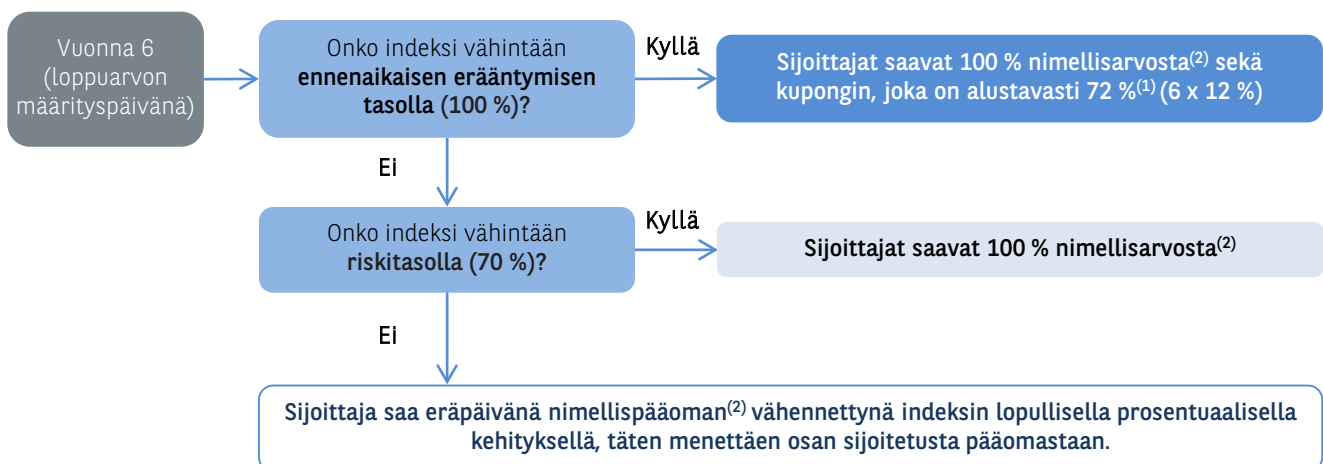 Vuonna 6
(loppuarvon
määrityspäivänä)
Onko indeksi vähintään
ennenaikaisen erääntymisen
tasolla (100 %)?
Kyllä
Sijoittajat saavat 100 % nimellisarvosta(2) sekä
kupongin, joka on alustavasti 72 %(1) (6 x 12 %)
Ei
Onko indeksi vähintään
riskitasolla (70 %)?
Kyllä
Sijoittajat saavat 100 % nimellisarvosta(2)
Ei
Sijoittaja saa eräpäivänä nimellispääoman(2) vähennettynä indeksin lopullisella prosentuaalisella
kehityksellä, täten menettäen osan sijoitetusta pääomastaan.